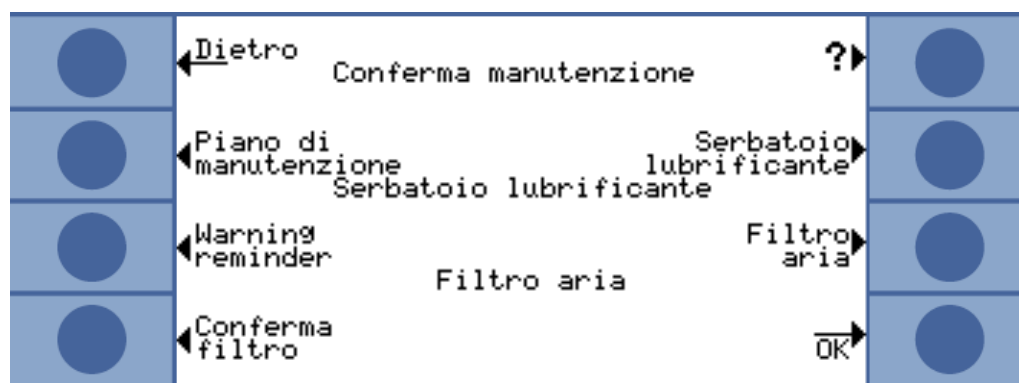 Dietro
Conferma manutenzione
?
Piano di
manutenzione
Serbatoio
lubrificante
Serbatoio lubrificante
Warning
reminder
Filtro
aria
Filtro aria
Conferma
filtro
OK